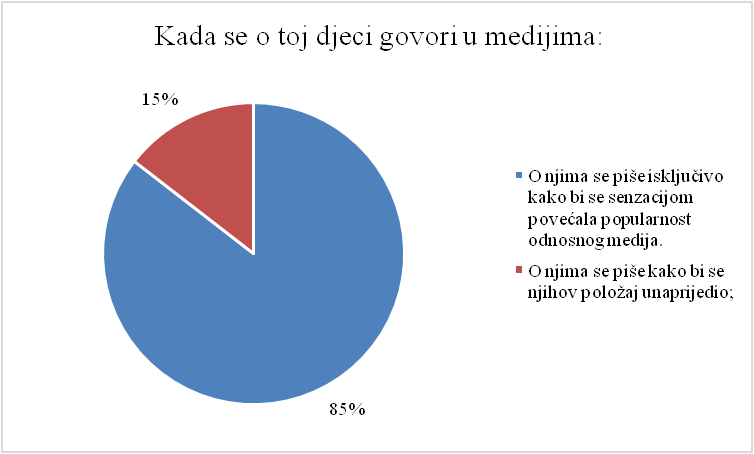 Kada se o toj djeci govori u medijima:
15%
85%
O njima se piše isključivo
kako bi se senzacijom
povećala popularnost
odnosnog medija.
O njima se piše kako bi se
njihov položaj unaprijedio;